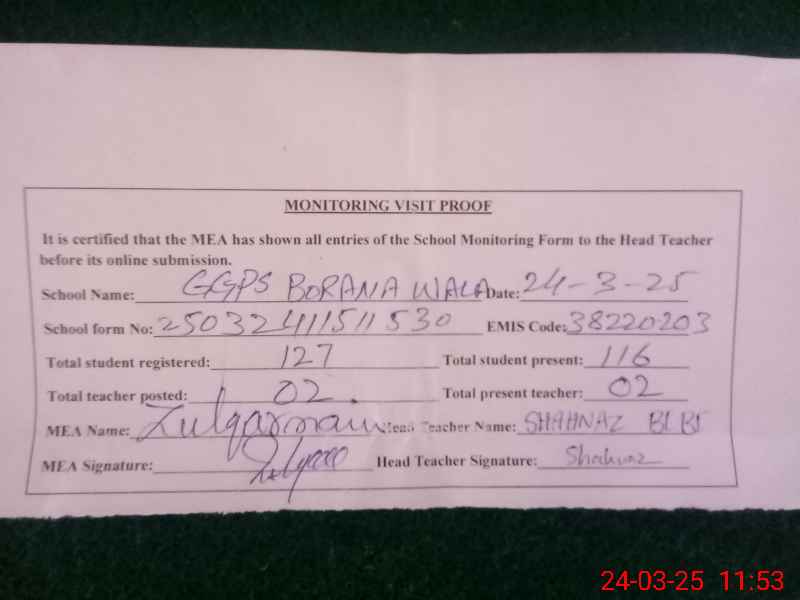 MONITORING VISIT PROOF
It is certified that the MEA has shown all entries of the School Monitoring Form to the Head Teacher
before its online submission.
School Name: GGPS BORANA WALA Date: 24-3-25
School form No: 25032411511530 EMIS Code: 38220203
Total student registered: 127 Total student present: 116
Total teacher posted: 02. Total present teacher: 02
MEA Name: Zulqarnain Head Teacher Name: SHAHNAZ BI BI
MEA Signature: Head Teacher Signature: Shahnaz
24-03-25 11:53